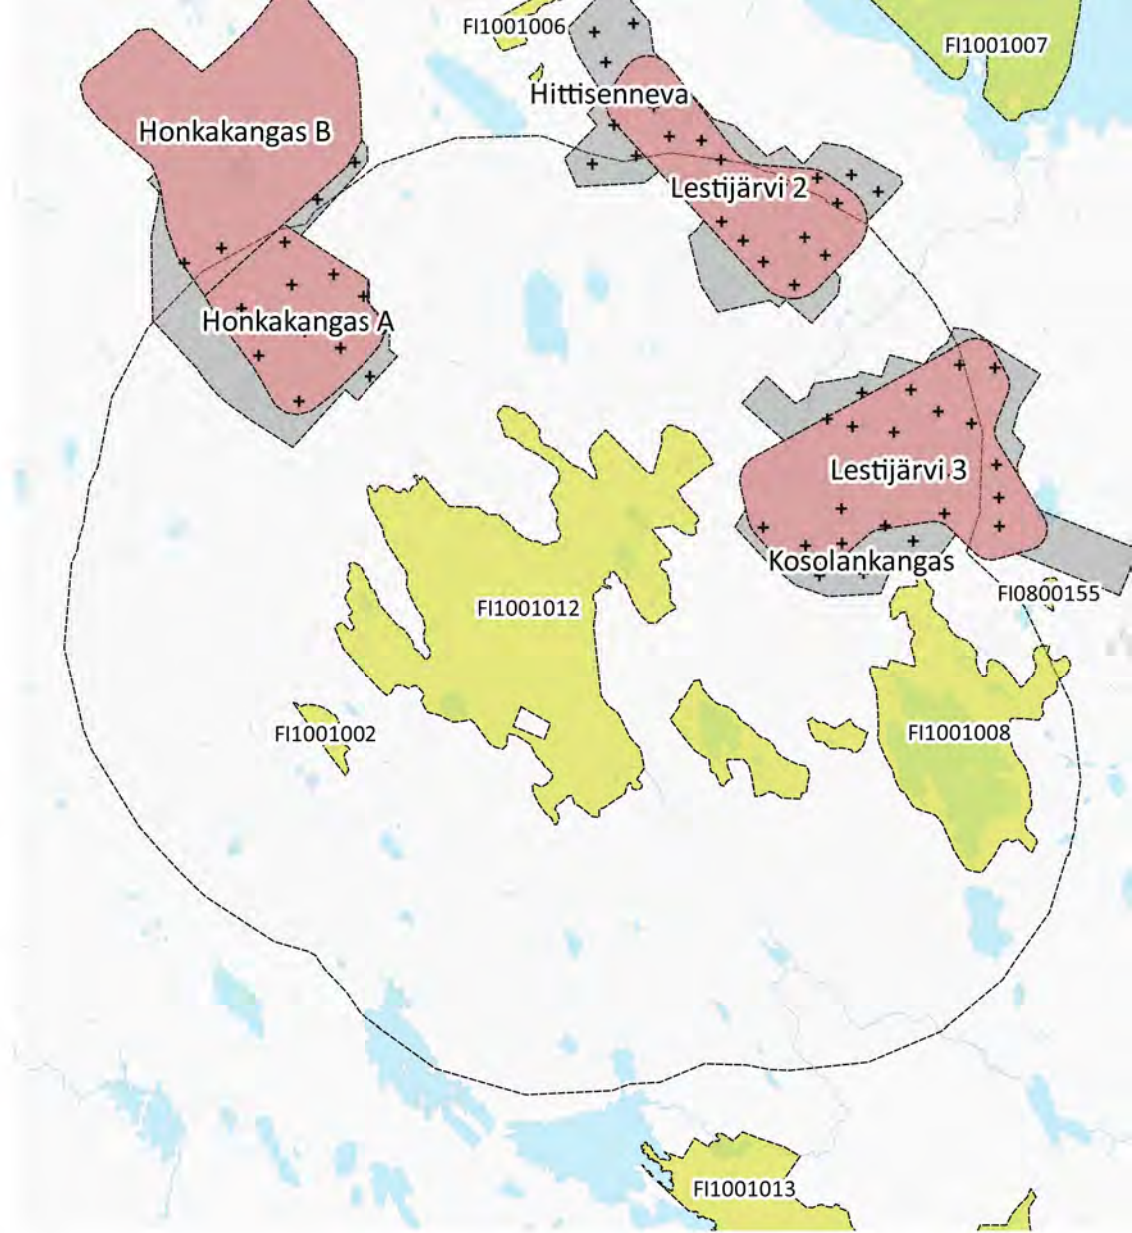 FI1001006
FI1001007
Hittisenneva
Honkakangas B
Lestijärvi 2
Honkakangas A
Lestijärvi 3
Kosolankangas
FI0800155
FI1001012
FI1001002
FI1001008
FI1001013